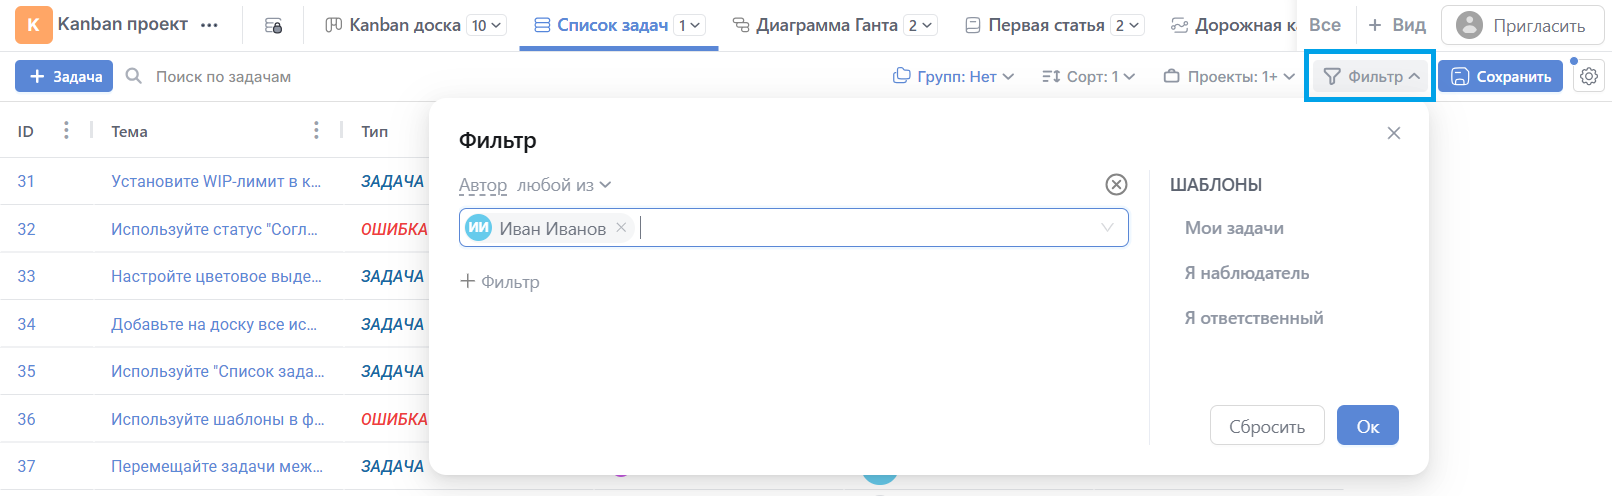 K Kanban проект ••• Kanban доска 10 Список задач 1 Диаграмма Ганта 2 Первая статья 2 Дорожная к Все + Вид Пригласить
+ Задача Поиск по задачам Групп: Нет Сорт: 1 Проекты: 1+ Фильтр Сохранить
ID Тема Тип
31 Установите WIP-лимит в к... ЗАДАЧА
32 Используйте статус "Согл... ОШИБКА
33 Настройте цветовое выде... ЗАДАЧА
34 Добавьте на доску все ис... ЗАДАЧА
35 Используйте "Список зада... ЗАДАЧА
36 Используйте шаблоны в ф... ОШИБКА
37 Перемещайте задачи меж... ЗАДАЧА
Фильтр
Автор любой из
ИИ Иван Иванов
+ Фильтр
ШАБЛОНЫ
Мои задачи
Я наблюдатель
Я ответственный
Сбросить Ок